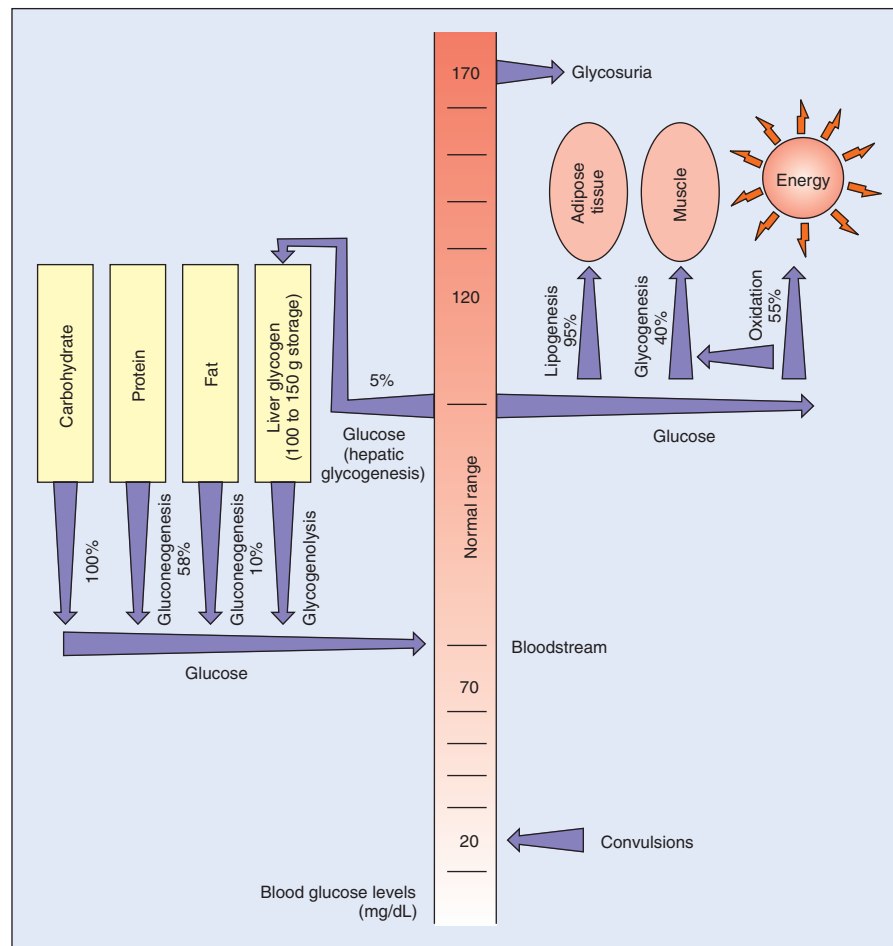 170
Glycosuria
Adipose
tissue
Muscle
Energy
120
Lipogenesis
95%
Glycogenesis
40%
Oxidation
55%
Carbohydrate
Protein
Fat
Liver glycogen
(100 to 150 g storage)
5%
Glucose
(hepatic
glycogenesis)
Glucose
Normal range
100%
Gluconeogenesis
58%
Gluconeogenesis
10%
Glycogenolysis
Glucose
Bloodstream
70
20
Convulsions
Blood glucose levels
(mg/dL)